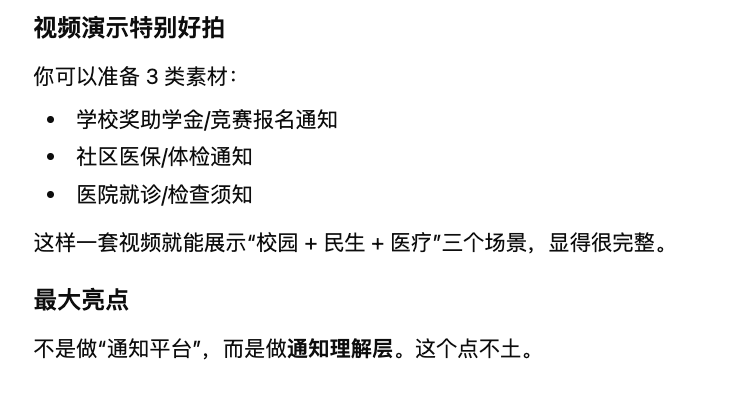 视频演示特别好拍
你可以准备 3 类素材：
• 学校奖助学金/竞赛报名通知
• 社区医保/体检通知
• 医院就诊/检查须知
这样一套视频就能展示“校园 + 民生 + 医疗”三个场景，显得很完整。
最大亮点
不是做“通知平台”，而是做通知理解层。这个点不土。